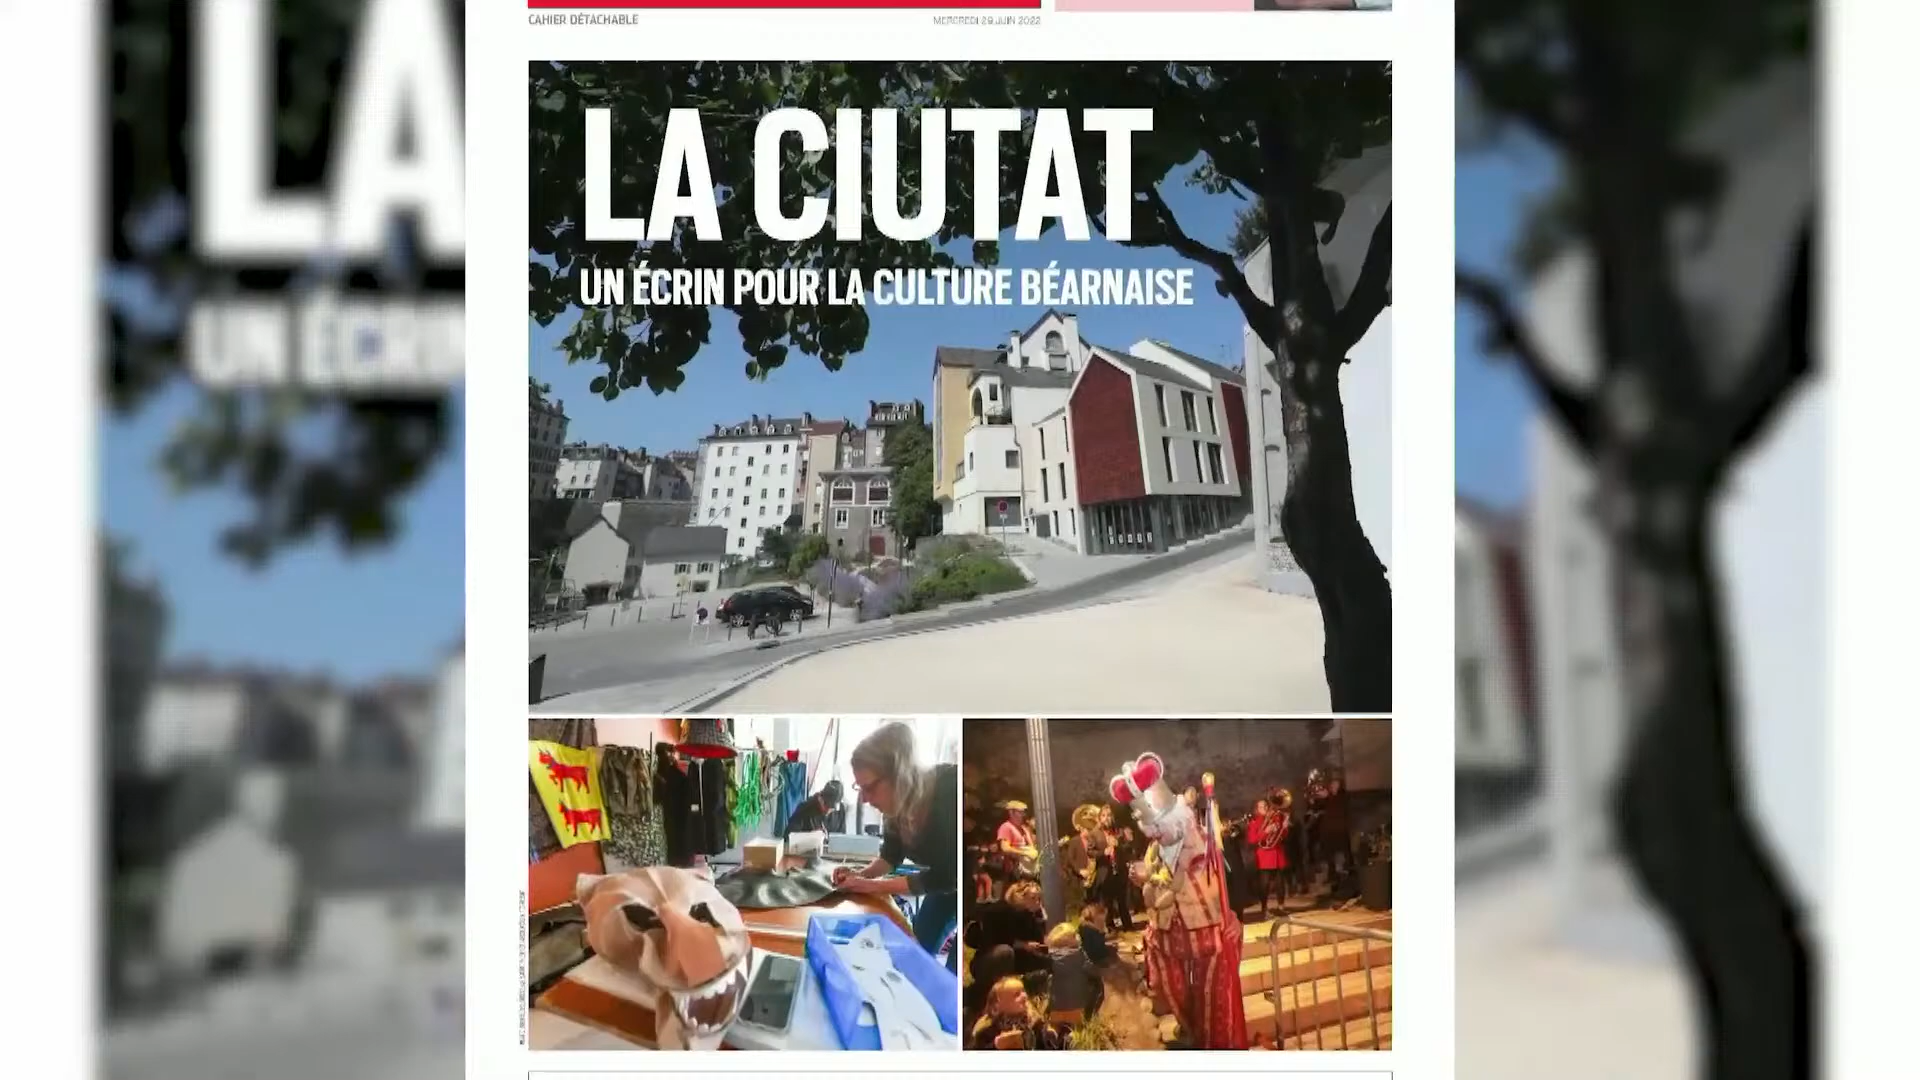 CAHIER DÉTACHABLE
MERCREDI 29 JUIN 2022
LA CIUTAT
UN ÉCRIN POUR LA CULTURE BÉARNAISE